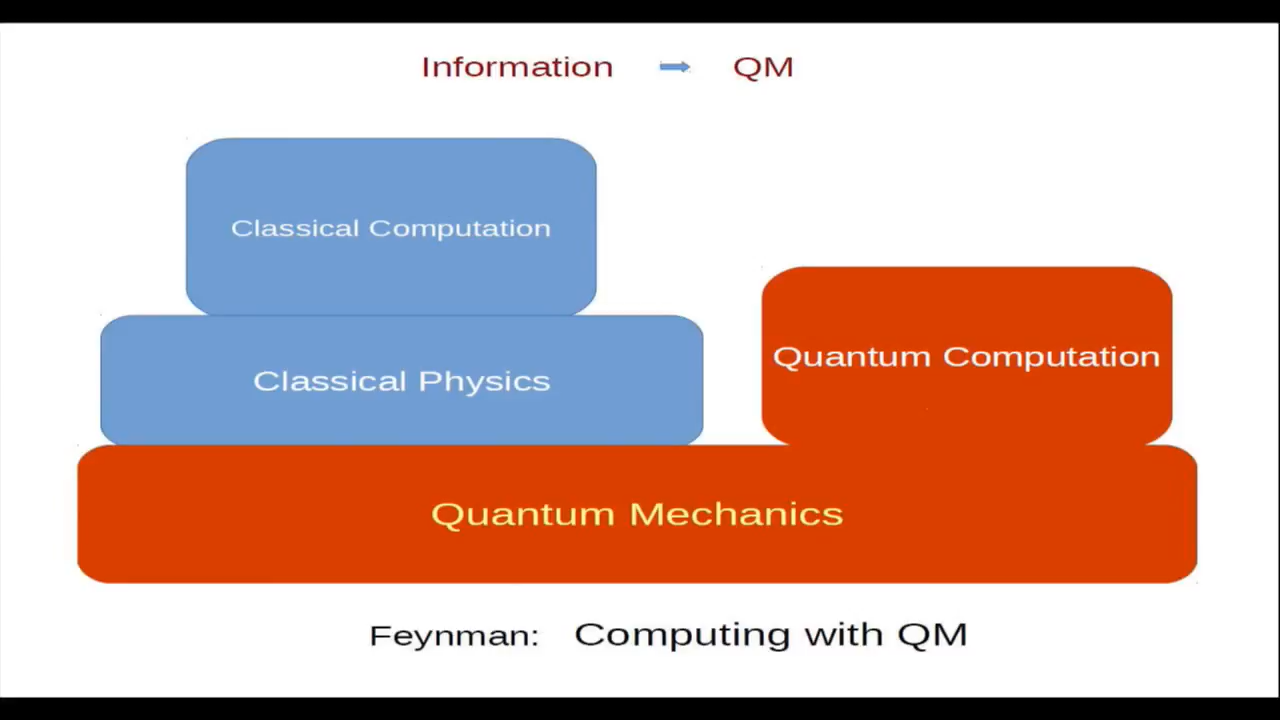 Information QM
Classical Computation
Quantum Computation
Classical Physics
Quantum Mechanics
Feynman: Computing with QM